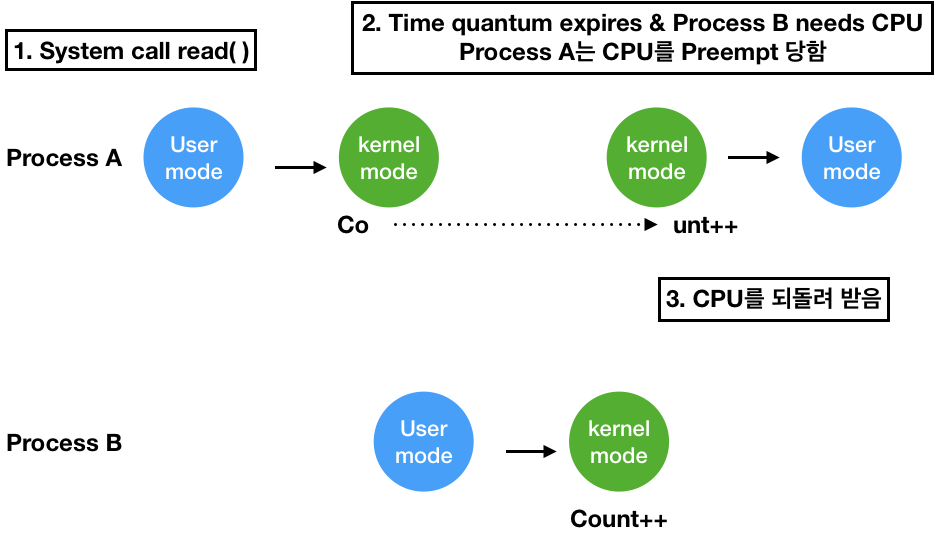 1. System call read( )
2. Time quantum expires & Process B needs CPU
Process A는 CPU를 Preempt 당함
Process A
User
mode
kernel
mode
kernel
mode
User
mode
Co
unt++
3. CPU를 되돌려 받음
Process B
User
mode
kernel
mode
Count++